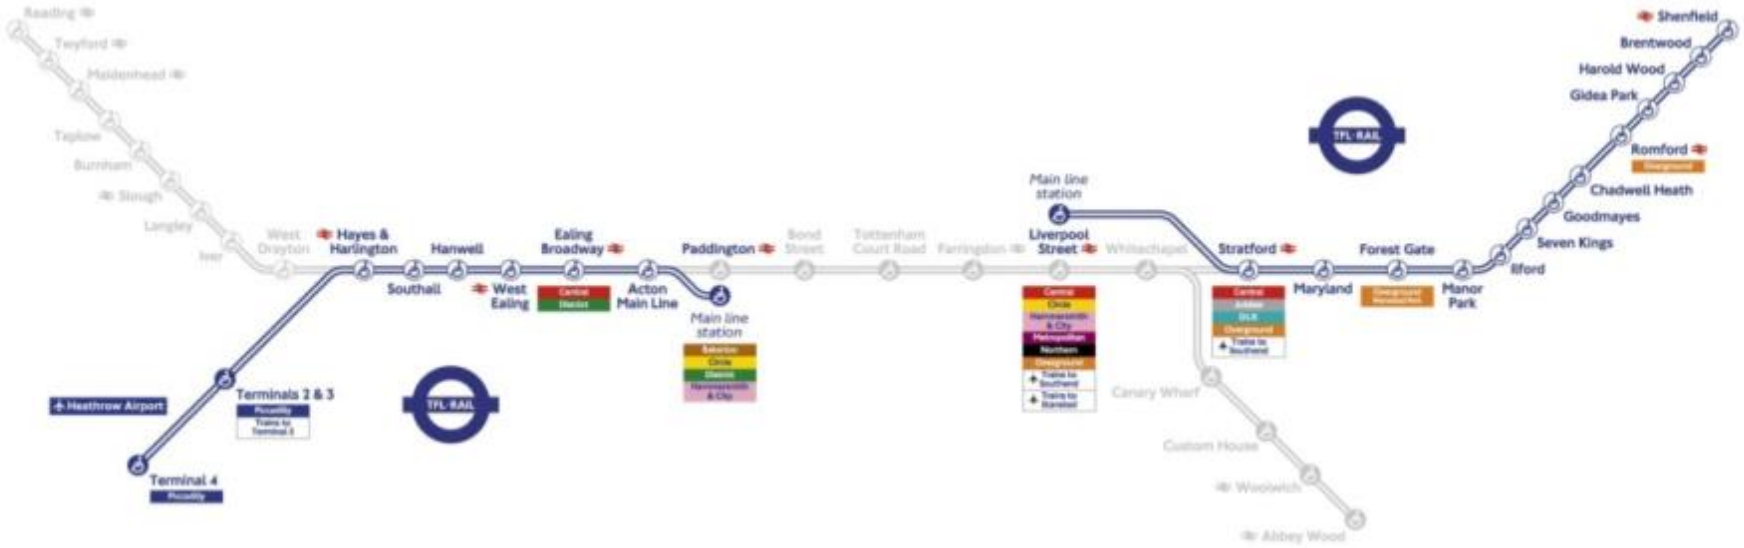 Reading
Twyford
Maidenhead
Taplow
Burnham
Slough
Langley
Iver
West
Drayton
Hayes &
Harlington
Southall
Hanwell
West
Ealing
Ealing
Broadway
Central
District
Acton
Main Line
Paddington
Main line
station
Bakerloo
Circle
District
Hammersmith
& City
Heathrow Airport
Terminals 2 & 3
Piccadilly
Trains to
Terminal 5
Terminal 4
Piccadilly
TFL RAIL
Bond
Street
Tottenham
Court Road
Farringdon
Main line
station
Liverpool
Street
Central
Circle
Hammersmith
& City
Metropolitan
Northern
Overground
Trains to
Southend
Trains to
Stansted
Whitechapel
Stratford
Central
Jubilee
DLR
Overground
Trains to
Southend
Maryland
Forest Gate
Overground
Manor
Park
Ilford
Seven Kings
Goodmayes
Chadwell Heath
Romford
Overground
Gidea Park
Harold Wood
Brentwood
Shenfield
TFL RAIL
Canary Wharf
Custom House
Woolwich
Abbey Wood